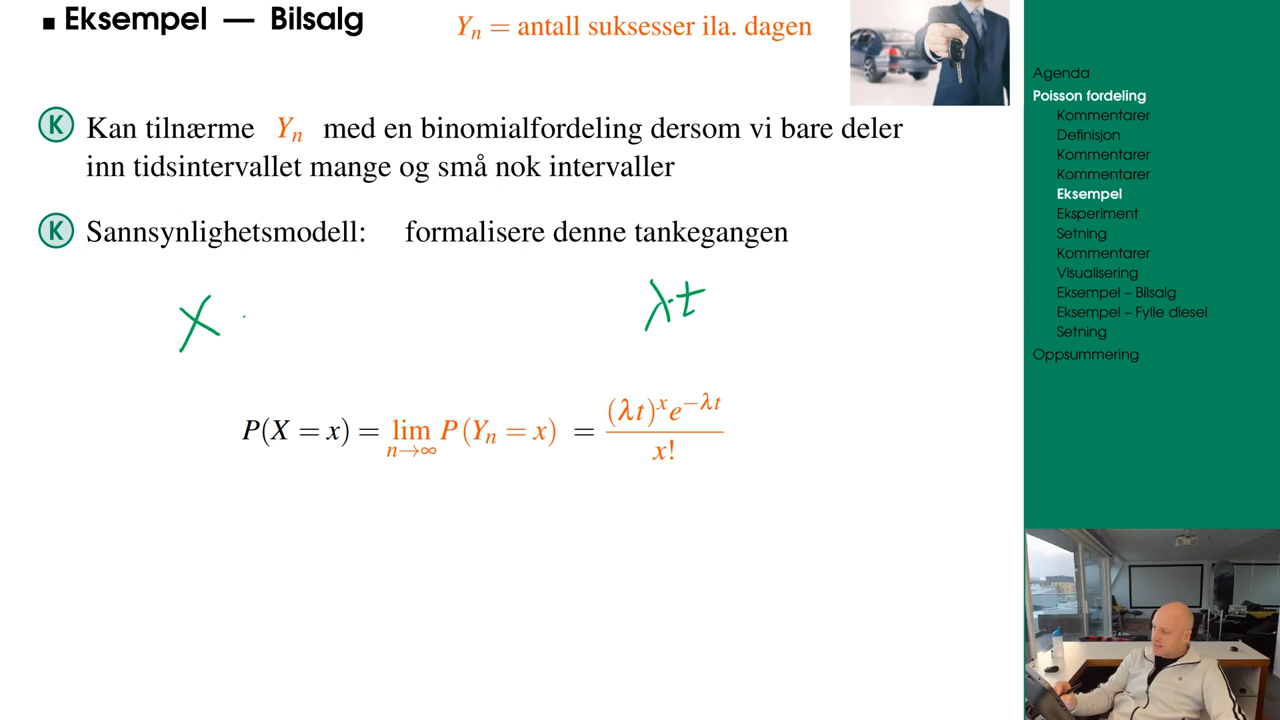 Eksempel — Bilsalg
Yₙ = antall suksesser ila. dagen
K Kan tilnærme Yₙ med en binomialfordeling dersom vi bare deler
inn tidsintervallet mange og små nok intervaller
K Sannsynlighetsmodell: formalisere denne tankegangen
X λ·t
P(X = x) = lim n→∞ P(Yₙ = x) = (λt)ˣe^−λt / x!
Agenda
Poisson fordeling
Kommentarer
Definisjon
Kommentarer
Kommentarer
Eksempel
Eksperiment
Setning
Kommentarer
Visualisering
Eksempel – Bilsalg
Eksempel – Fylle diesel
Setning
Oppsummering